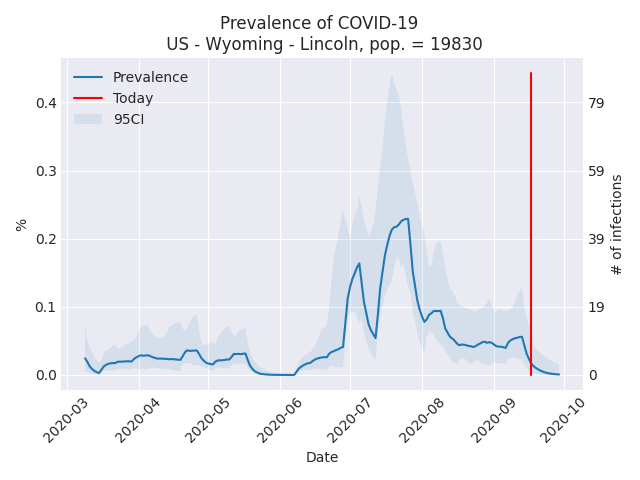 Prevalence of COVID-19
US - Wyoming - Lincoln, pop. = 19830
Prevalence
Today
95CI
%
0.4
0.3
0.2
0.1
0.0
79
59
39
19
0
# of infections
2020-03
2020-04
2020-05
2020-06
2020-07
2020-08
2020-09
2020-10
Date